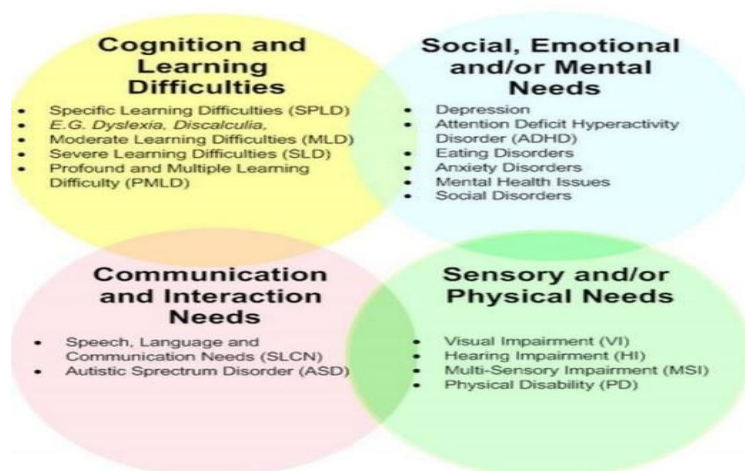 Cognition and
Learning
Difficulties
• Specific Learning Difficulties (SPLD)
• E.G. Dyslexia, Discalculia,
• Moderate Learning Difficulties (MLD)
• Severe Learning Difficulties (SLD)
• Profound and Multiple Learning
Difficulty (PMLD)
Social, Emotional
and/or Mental
Needs
• Depression
• Attention Deficit Hyperactivity
Disorder (ADHD)
• Eating Disorders
• Anxiety Disorders
• Mental Health Issues
• Social Disorders
Communication
and Interaction
Needs
• Speech, Language and
Communication Needs (SLCN)
• Autistic Sprectrum Disorder (ASD)
Sensory and/or
Physical Needs
• Visual Impairment (VI)
• Hearing Impairment (HI)
• Multi-Sensory Impairment (MSI)
• Physical Disability (PD)